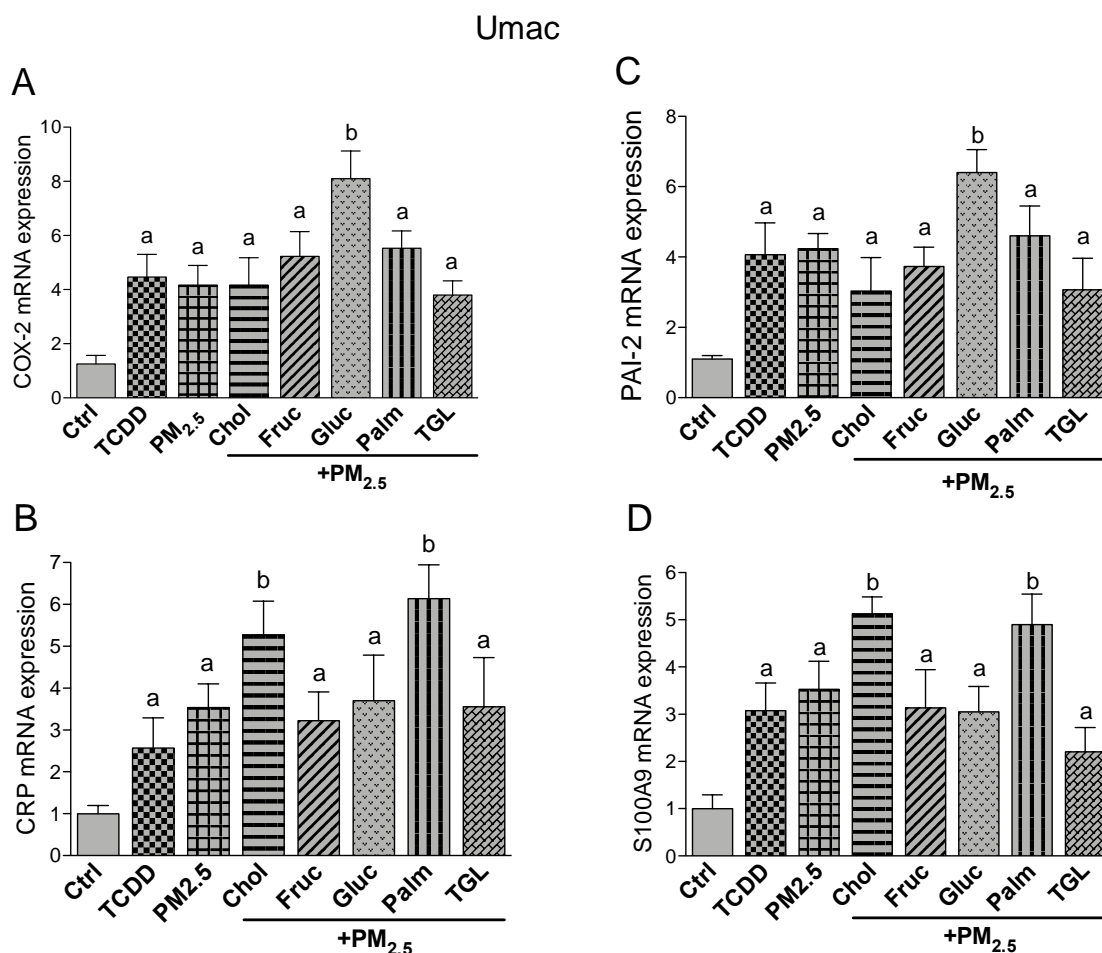 Umac
A
COX-2 mRNA expression
10
8
6
4
2
0
a
a
a
a
b
a
a
Ctrl
TCDD
PM2.5
Chol
Fruc
Gluc
Palm
TGL
+PM2.5
C
PAI-2 mRNA expression
8
6
4
2
0
a
a
a
a
b
a
a
Ctrl
TCDD
PM2.5
Chol
Fruc
Gluc
Palm
TGL
+PM2.5
B
CRP mRNA expression
7
6
5
4
3
2
1
0
a
a
b
a
a
b
a
Ctrl
TCDD
PM2.5
Chol
Fruc
Gluc
Palm
TGL
+PM2.5
D
S100A9 mRNA expression
6
5
4
3
2
1
0
a
a
b
a
a
b
a
Ctrl
TCDD
PM2.5
Chol
Fruc
Gluc
Palm
TGL
+PM2.5